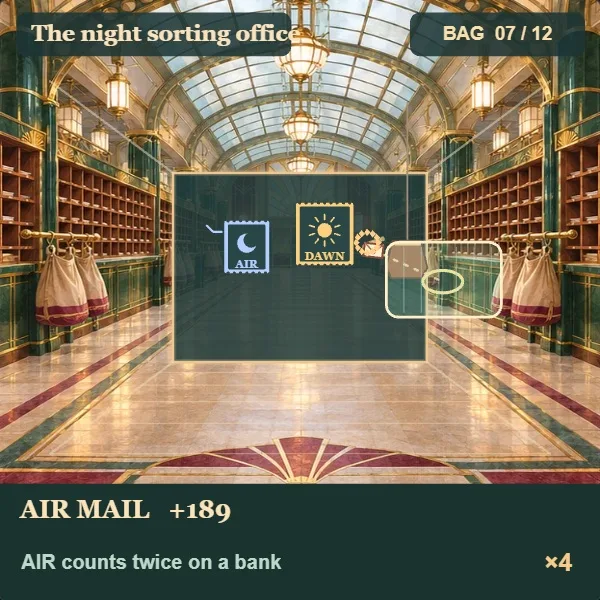 The night sorting office
BAG 07 / 12
AIR
DAWN
AIR MAIL +189
AIR counts twice on a bank
×4